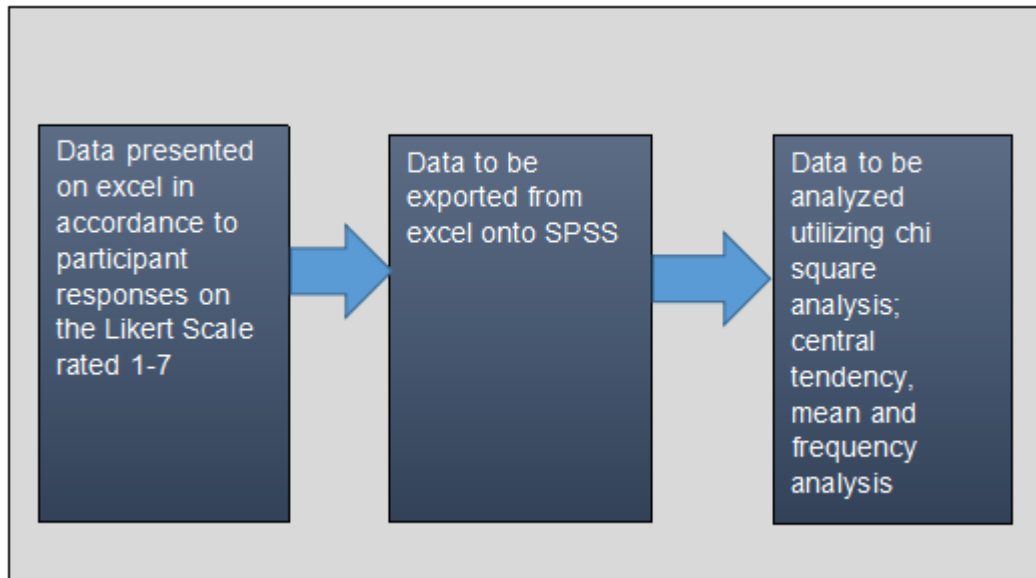 Data presented
on excel in
accordance to
participant
responses on
the Likert Scale
rated 1-7
Data to be
exported from
excel onto SPSS
Data to be
analyzed
utilizing chi
square
analysis;
central
tendency,
mean and
frequency
analysis